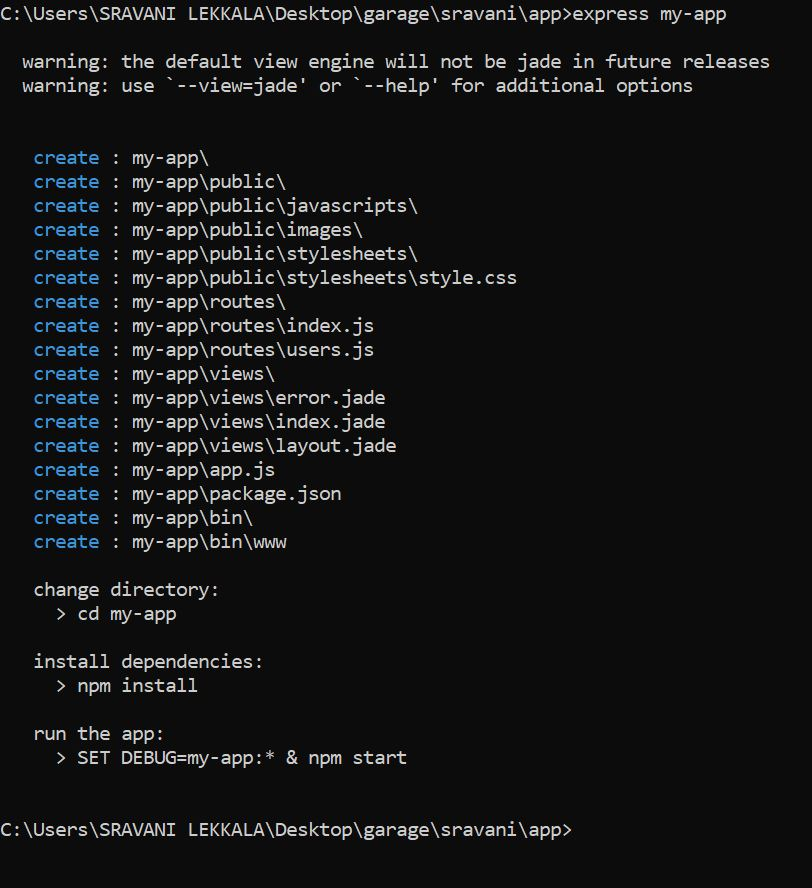 C:\Users\SRAVANI LEKKALA\Desktop\garage\sravani\app>express my-app
warning: the default view engine will not be jade in future releases
warning: use `--view=jade' or `--help' for additional options
create : my-app\
create : my-app\public\
create : my-app\public\javascripts\
create : my-app\public\images\
create : my-app\public\stylesheets\
create : my-app\public\stylesheets\style.css
create : my-app\routes\
create : my-app\routes\index.js
create : my-app\routes\users.js
create : my-app\views\
create : my-app\views\error.jade
create : my-app\views\index.jade
create : my-app\views\layout.jade
create : my-app\app.js
create : my-app\package.json
create : my-app\bin\
create : my-app\bin\www
change directory:
> cd my-app
install dependencies:
> npm install
run the app:
> SET DEBUG=my-app:* & npm start
C:\Users\SRAVANI LEKKALA\Desktop\garage\sravani\app>